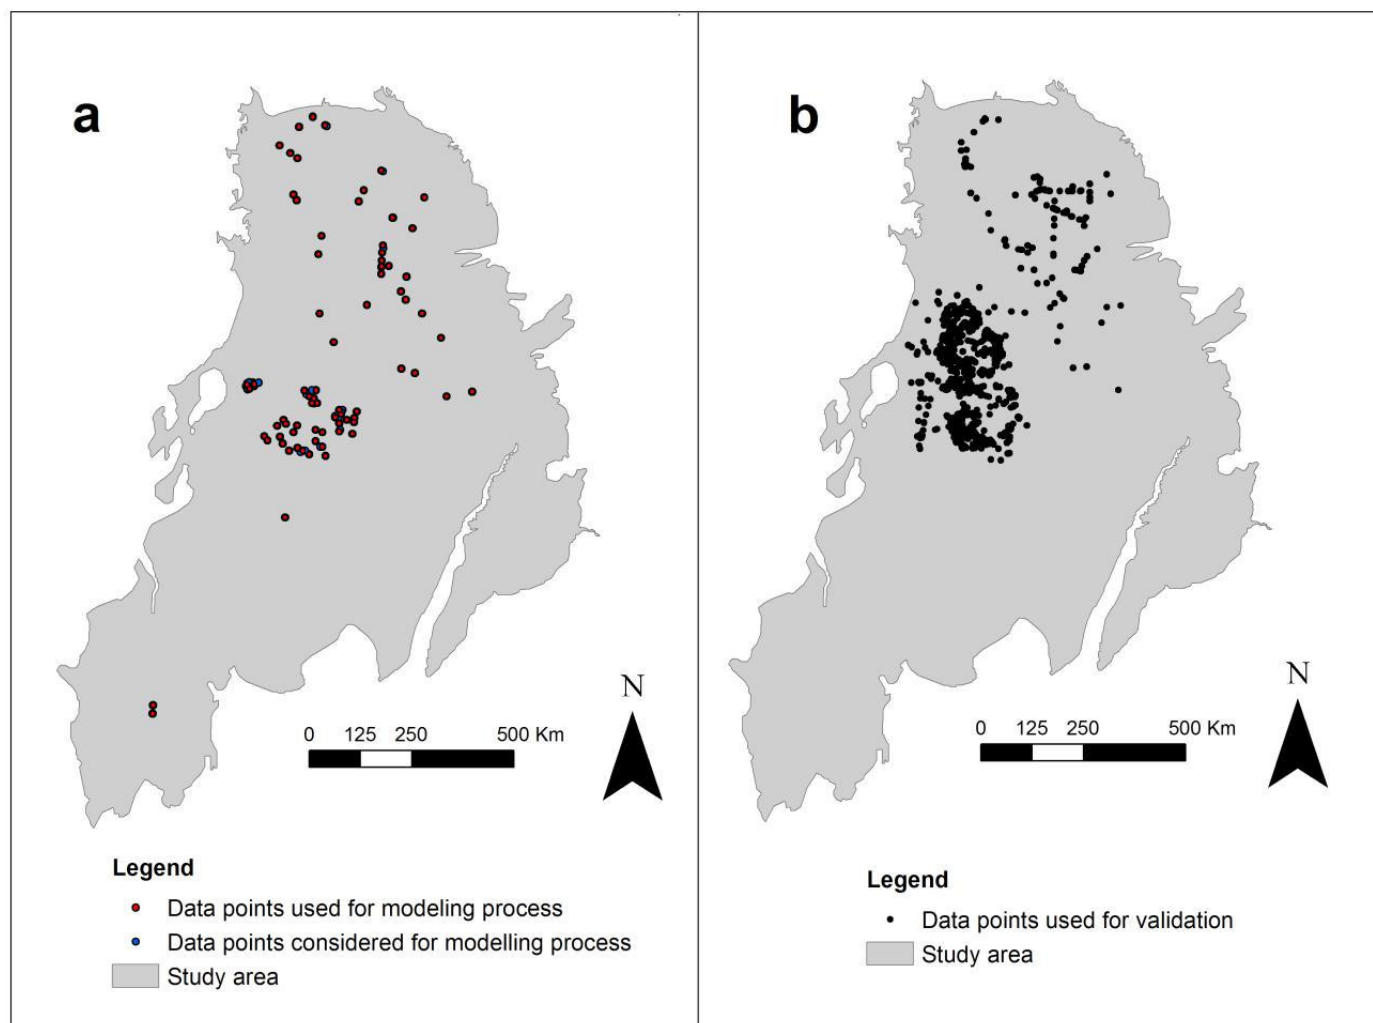 a
N
0 125 250 500 Km
Legend
Data points used for modeling process
Data points considered for modelling process
Study area
b
N
0 125 250 500 Km
Legend
Data points used for validation
Study area